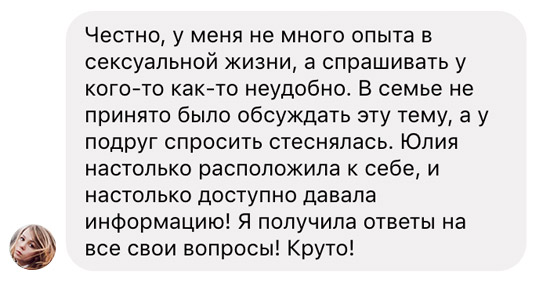 Честно, у меня не много опыта в
сексуальной жизни, а спрашивать у
кого-то как-то неудобно. В семье не
принято было обсуждать эту тему, а у
подруг спросить стеснялась. Юлия
настолько расположила к себе, и
настолько доступно давала
информацию! Я получила ответы на
все свои вопросы! Круто!